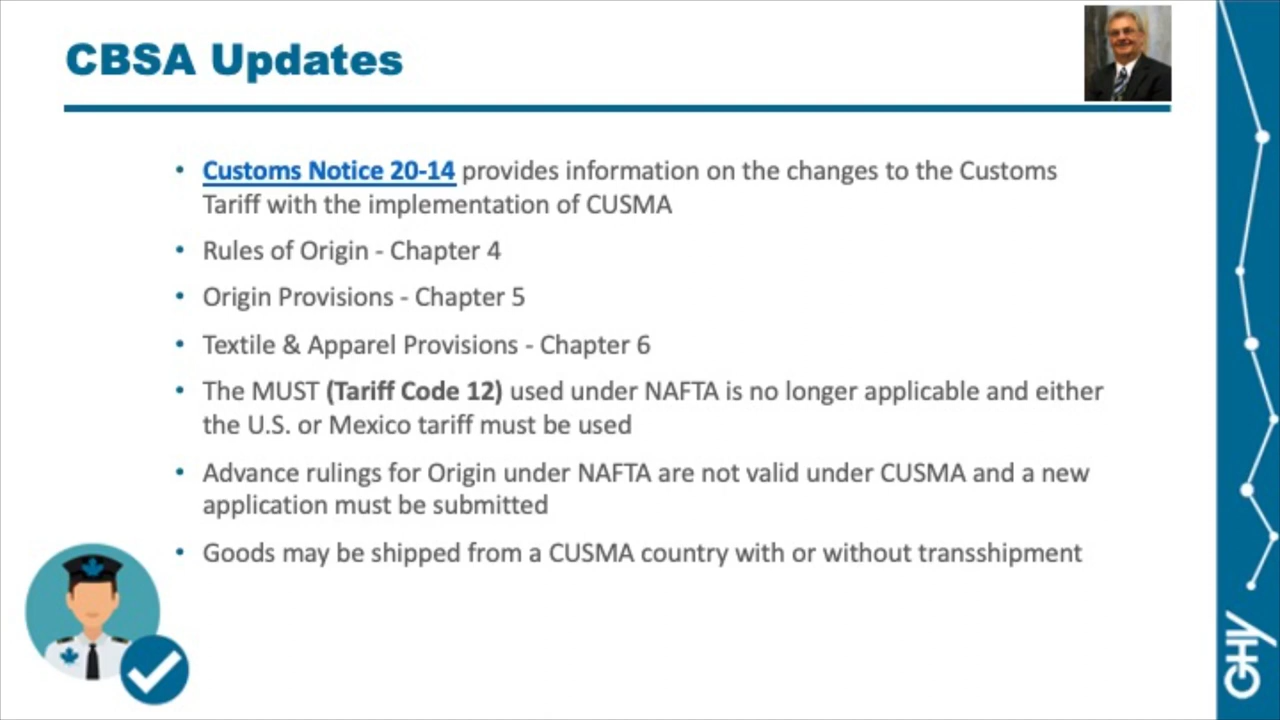 CBSA Updates
• Customs Notice 20-14 provides information on the changes to the Customs
Tariff with the implementation of CUSMA
• Rules of Origin - Chapter 4
• Origin Provisions - Chapter 5
• Textile & Apparel Provisions - Chapter 6
• The MUST (Tariff Code 12) used under NAFTA is no longer applicable and either
the U.S. or Mexico tariff must be used
• Advance rulings for Origin under NAFTA are not valid under CUSMA and a new
application must be submitted
• Goods may be shipped from a CUSMA country with or without transshipment
GHY